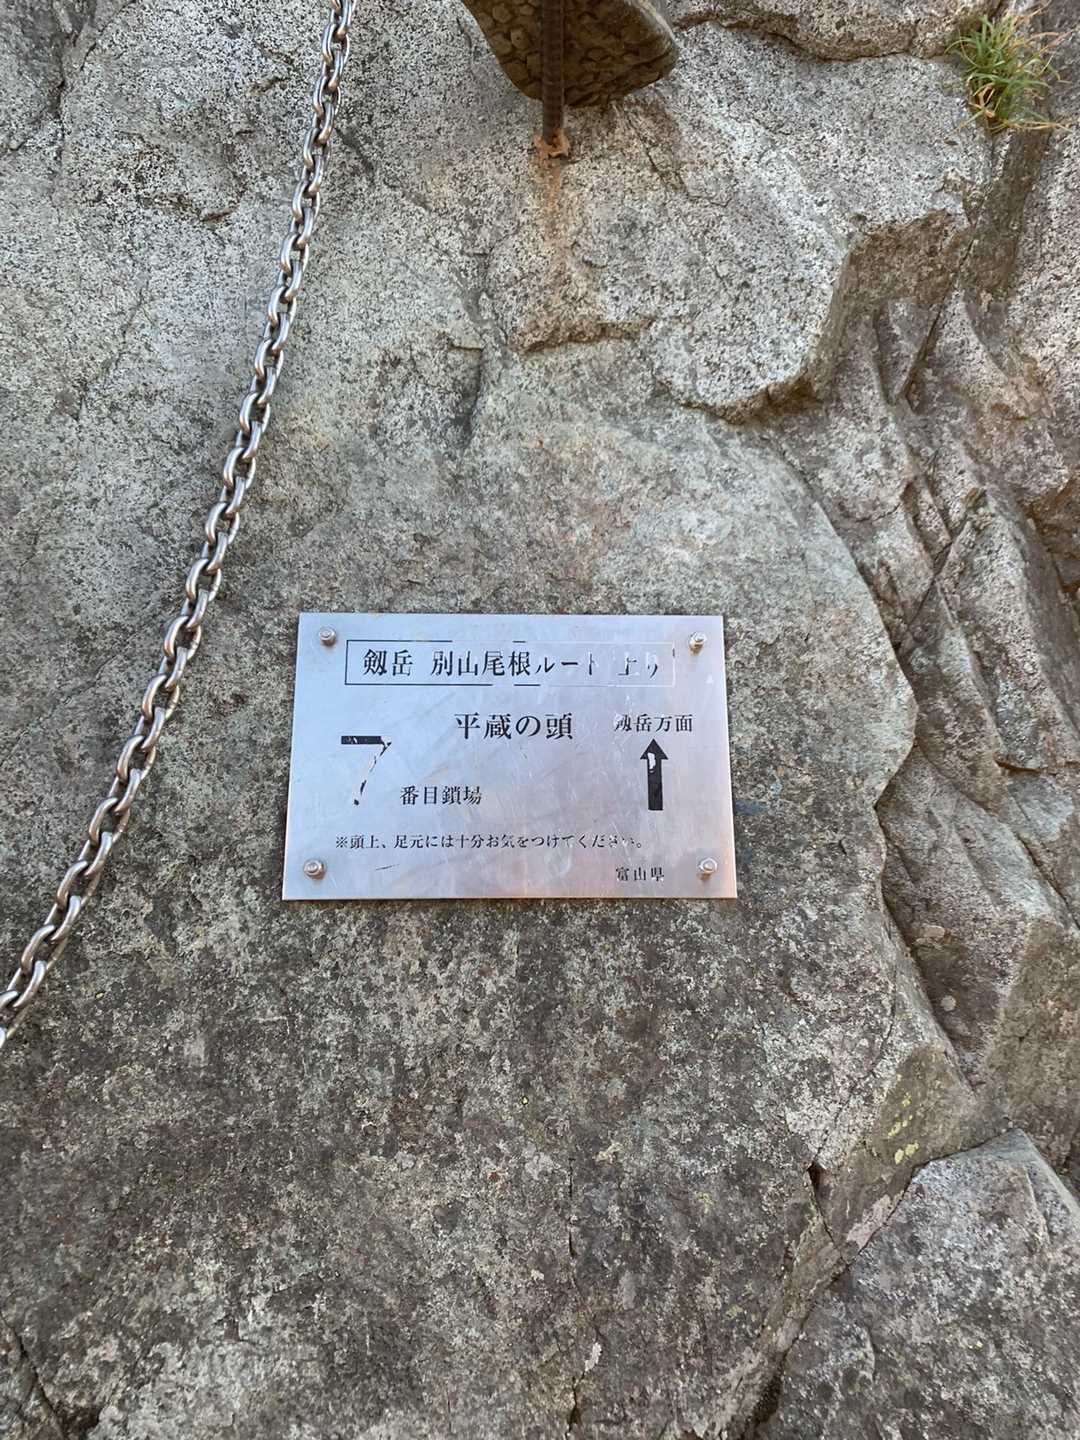 剱岳 別山尾根ルート 上り
平蔵の頭 剱岳方面
7 番目鎖場
※頭上、足元には十分お気をつけてください。
富山県